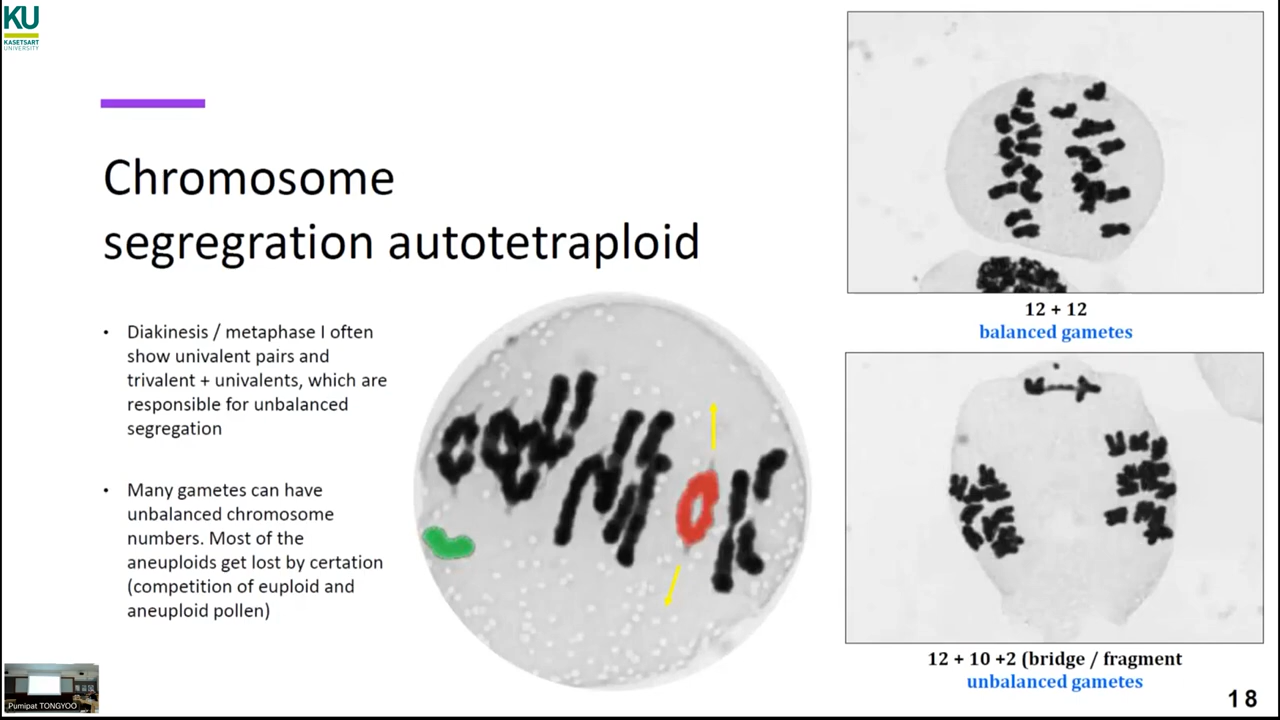 KU
KASETSART
UNIVERSITY
Chromosome
segregration autotetraploid
• Diakinesis / metaphase I often
show univalent pairs and
trivalent + univalents, which are
responsible for unbalanced
segregation
• Many gametes can have
unbalanced chromosome
numbers. Most of the
aneuploids get lost by certation
(competition of euploid and
aneuploid pollen)
12 + 12
balanced gametes
12 + 10 +2 (bridge / fragment
unbalanced gametes
18
Pumipat TONGYOO